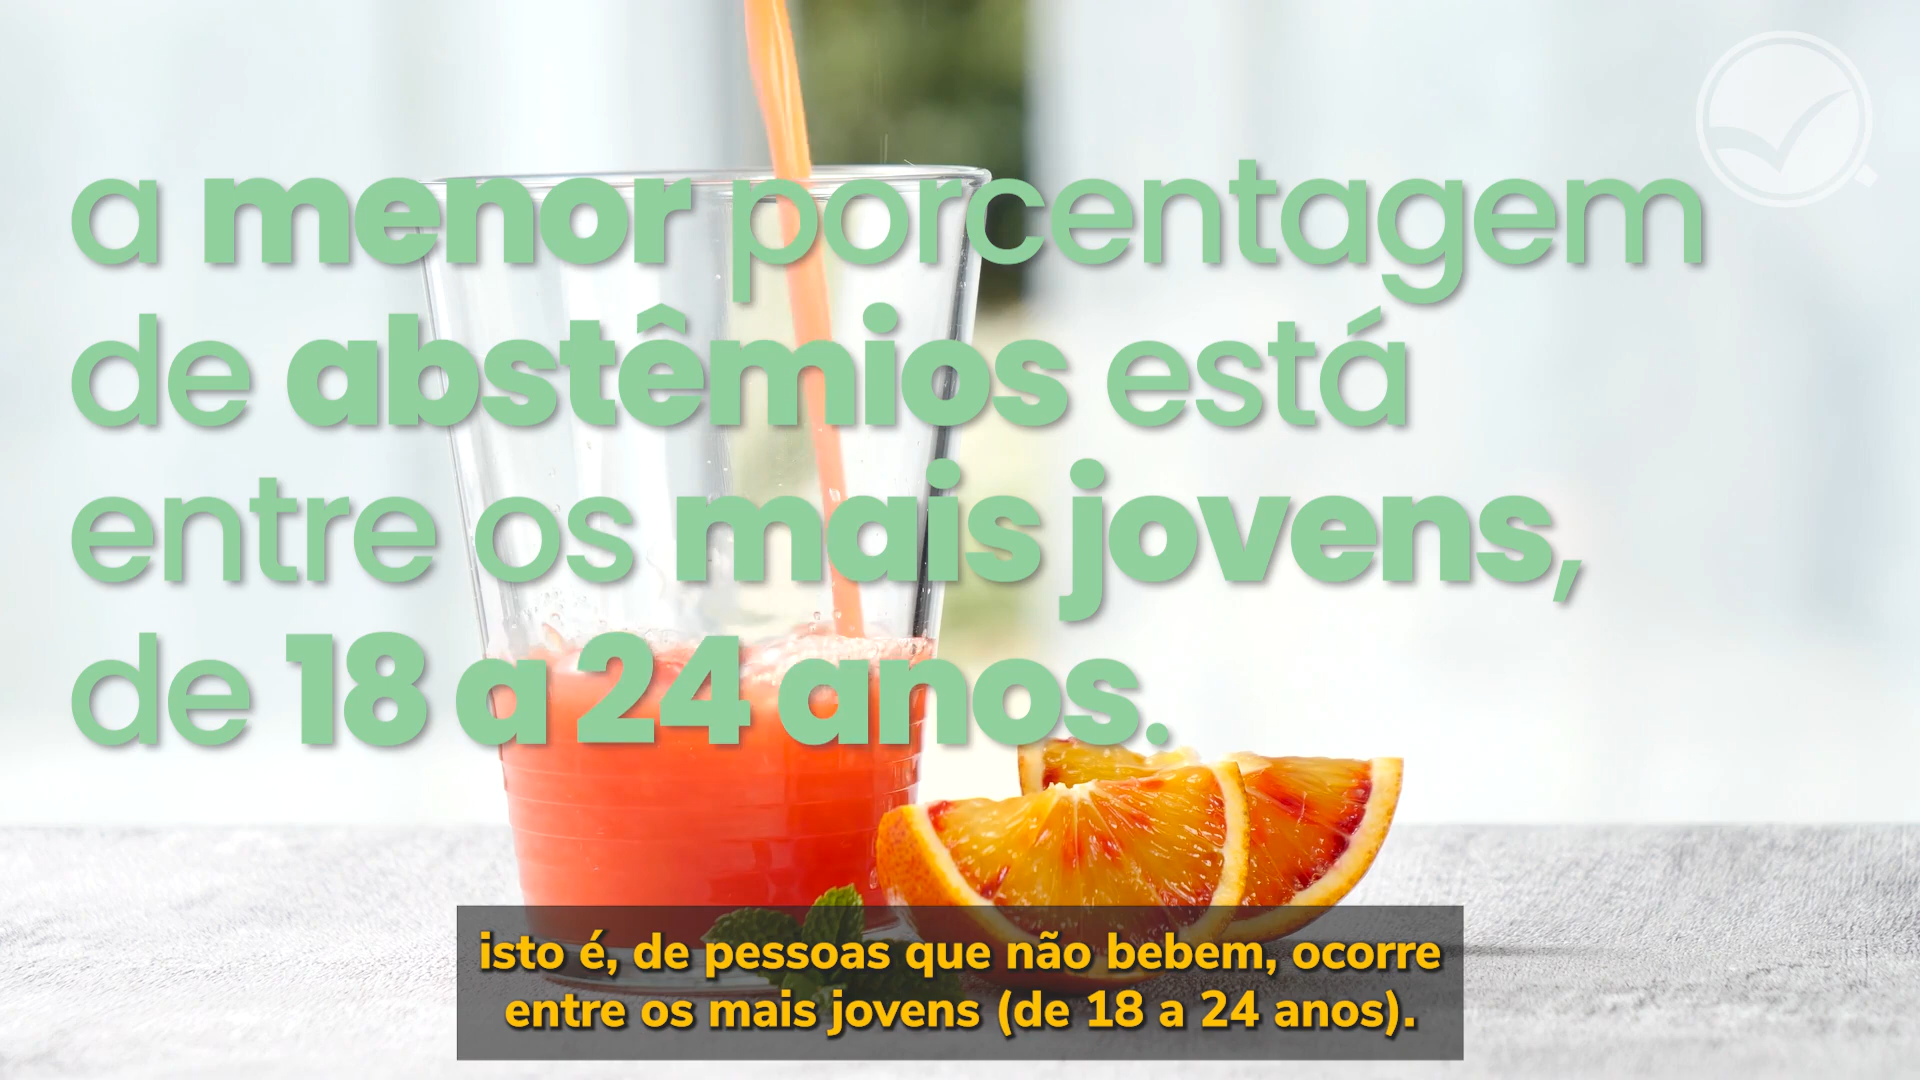 a menor porcentagem
de abstêmios está
entre os mais jovens,
de 18 a 24 anos.
isto é, de pessoas que não bebem, ocorre
entre os mais jovens (de 18 a 24 anos).